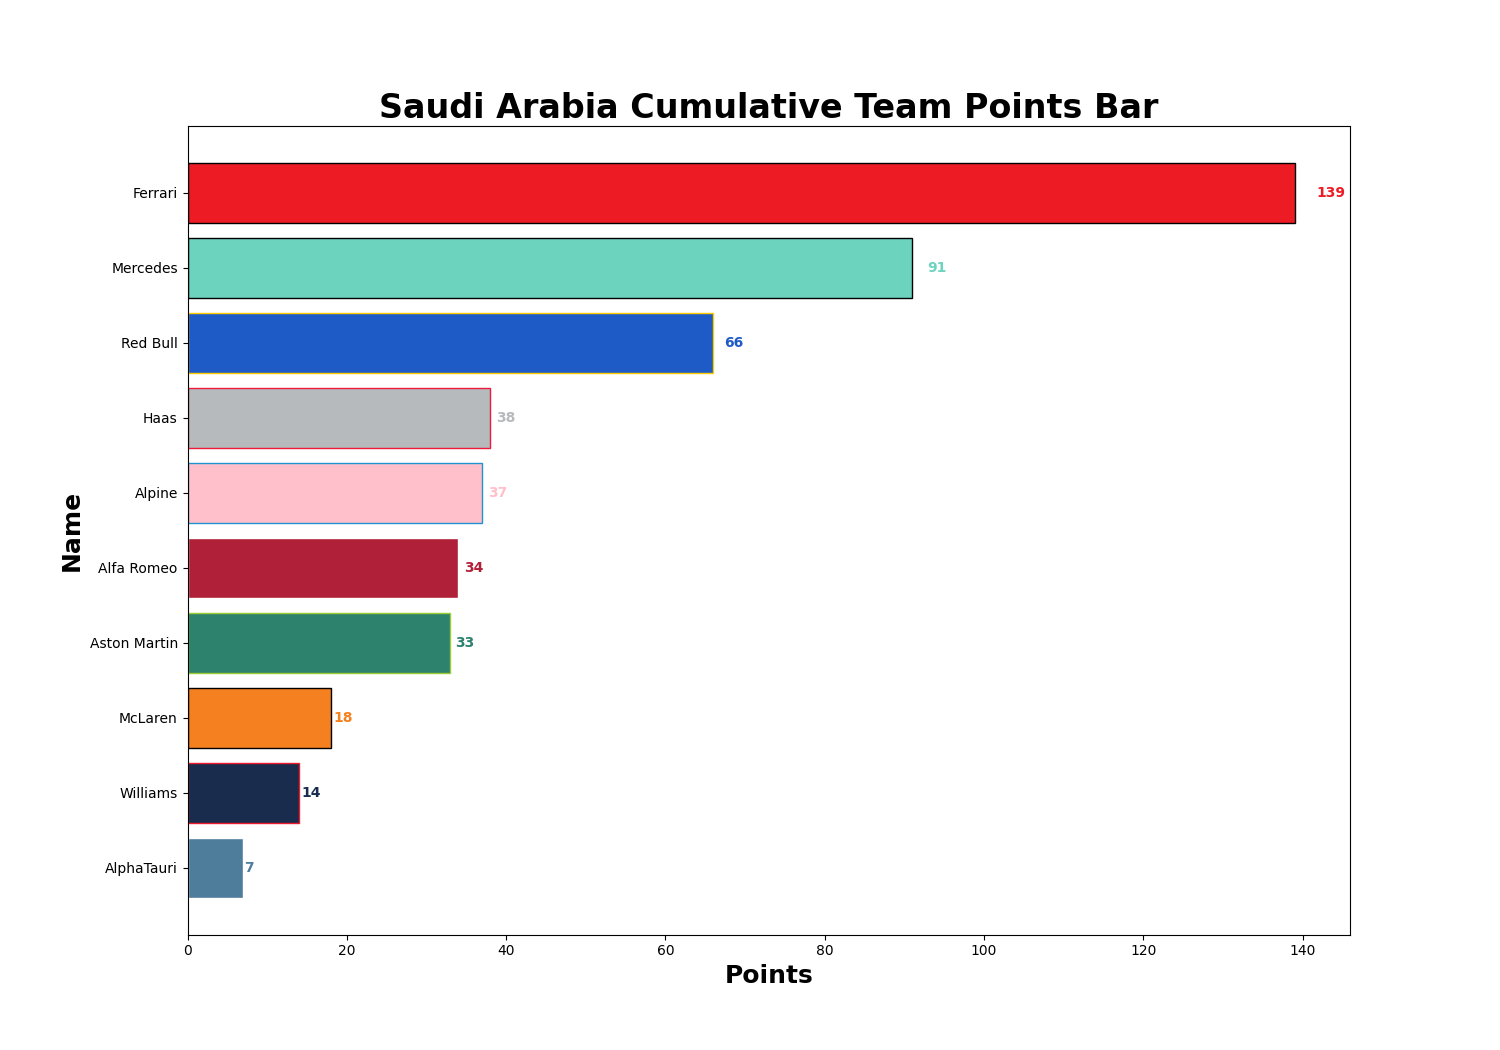 Saudi Arabia Cumulative Team Points Bar
Ferrari 139
Mercedes 91
Red Bull 66
Haas 38
Alpine 37
Alfa Romeo 34
Aston Martin 33
McLaren 18
Williams 14
AlphaTauri 7
Name
0 20 40 60 80 100 120 140
Points